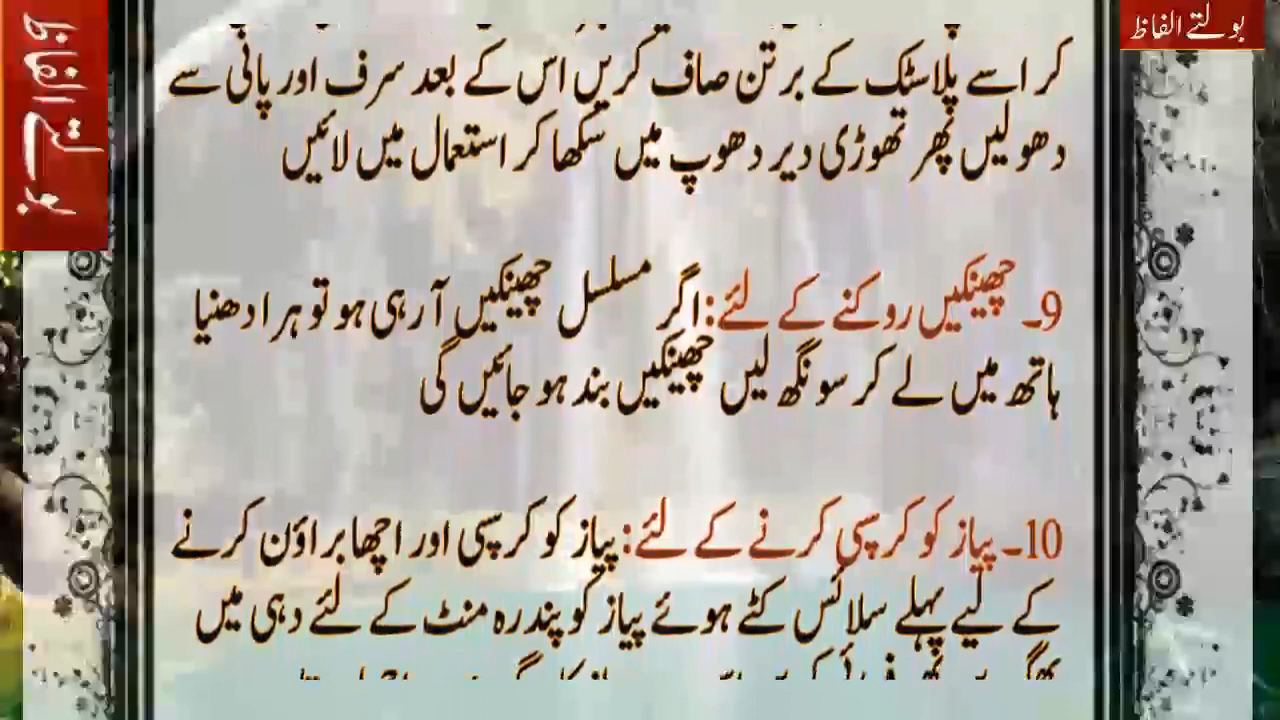 بولتے الفاظ
بولتے الفاظ
کر اسے پلاسٹک کے برتن صاف کریں اس کے بعد سرف اور پانی سے
دھولیں پھر تھوڑی دیر دھوپ میں سکھا کر استعمال میں لائیں
9۔ چھینکیں روکنے کے لئے: اگر مسلسل چھینکیں آرہی ہو تو ہرا دھنیا
ہاتھ میں لے کر سونگھ لیں چھینکیں بند ہو جائیں گی
10۔ پیاز کو کرسپی کرنے کے لئے: پیاز کو کرسپی اور اچھا براؤن کرنے
کے لیے پہلے سلائس کٹے ہوئے پیاز کو پندرہ منٹ کے لئے دہی میں